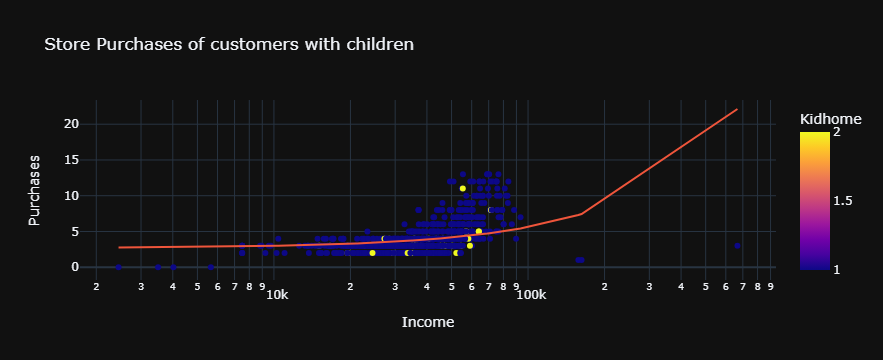 Store Purchases of customers with children
Kidhome
2
1.5
1
Purchases
20
15
10
5
0
2 3 4 5 6 7 8 9 10k 2 3 4 5 6 7 8 9 100k 2 3 4 5 6 7 8 9
Income